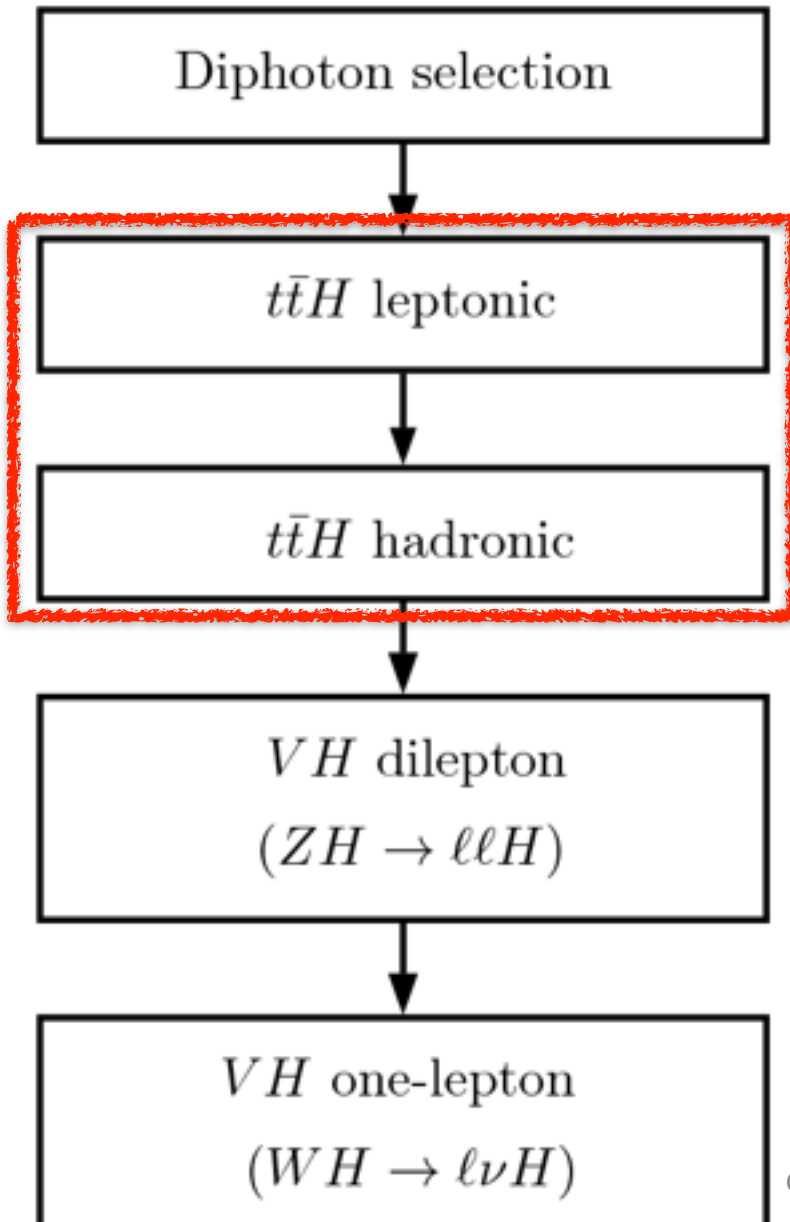 Diphoton selection
tt̄H leptonic
tt̄H hadronic
VH dilepton
(ZH → ℓℓH)
VH one-lepton
(WH → ℓνH)